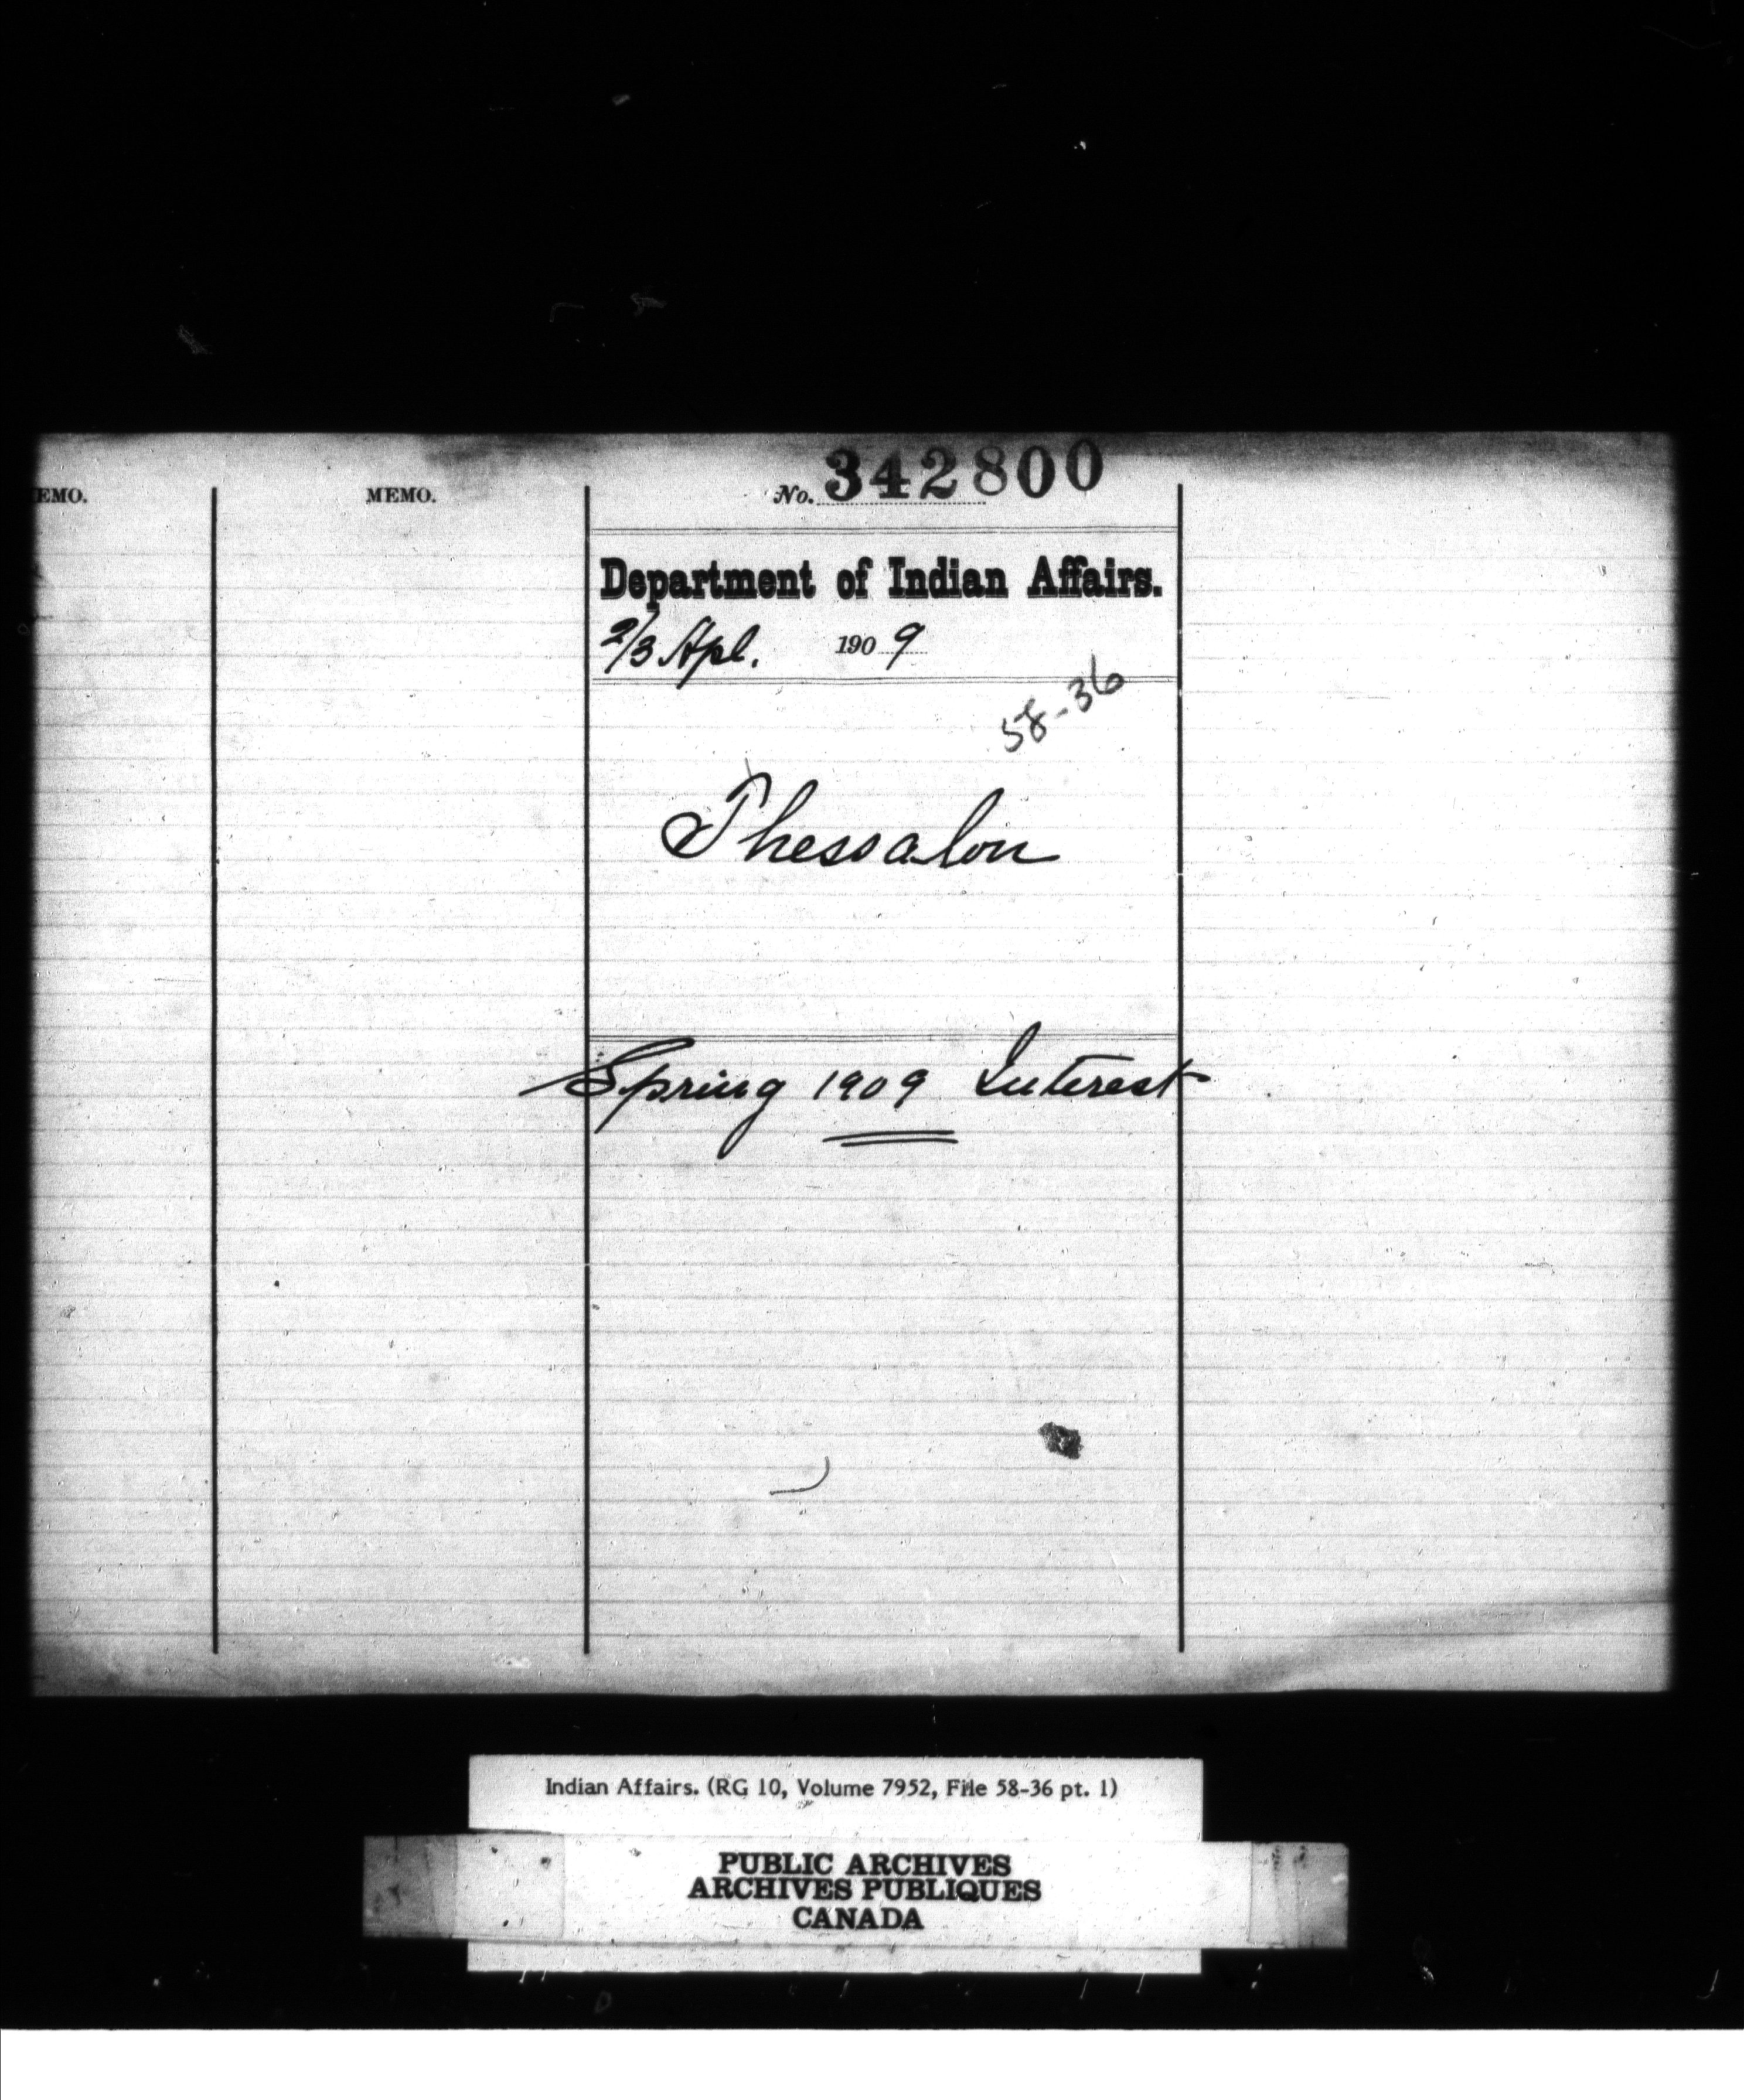 EMO.
MEMO.
No. 342800
Department of Indian Affairs.
2/3 Apl. 1909
58-36
Thessalon
Spring 1909 Interest
Indian Affairs. (RG 10, Volume 7952, File 58-36 pt. 1)
PUBLIC ARCHIVES
ARCHIVES PUBLIQUES
CANADA